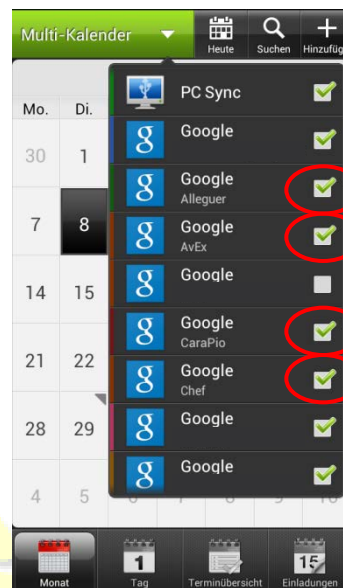 Multi-Kalender
Heute
Suchen
Hinzufüg
PC Sync
Mo. Di.
Google
30 1
Google
Alleguer
7 8
Google
AvEx
Google
14 15
Google
CaraPio
21 22
Google
Chef
28 29
Google
Google
4 5
Monat
1
Tag
Terminübersicht
15
Einladungen